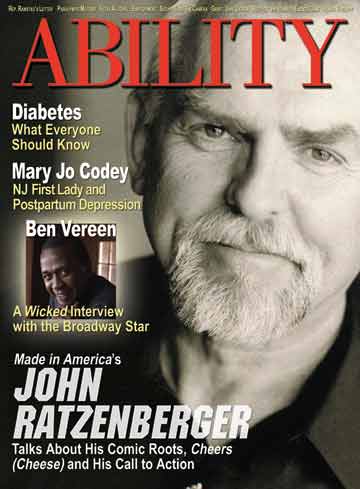 ABILITY
Diabetes
What Everyone
Should Know
Mary Jo Codey
NJ First Lady and
Postpartum Depression
Ben Vereen
A Wicked Interview
with the Broadway Star
Made in America's
JOHN
RATZENBERGER
Talks About His Comic Roots, Cheers
(Cheese) and His Call to Action